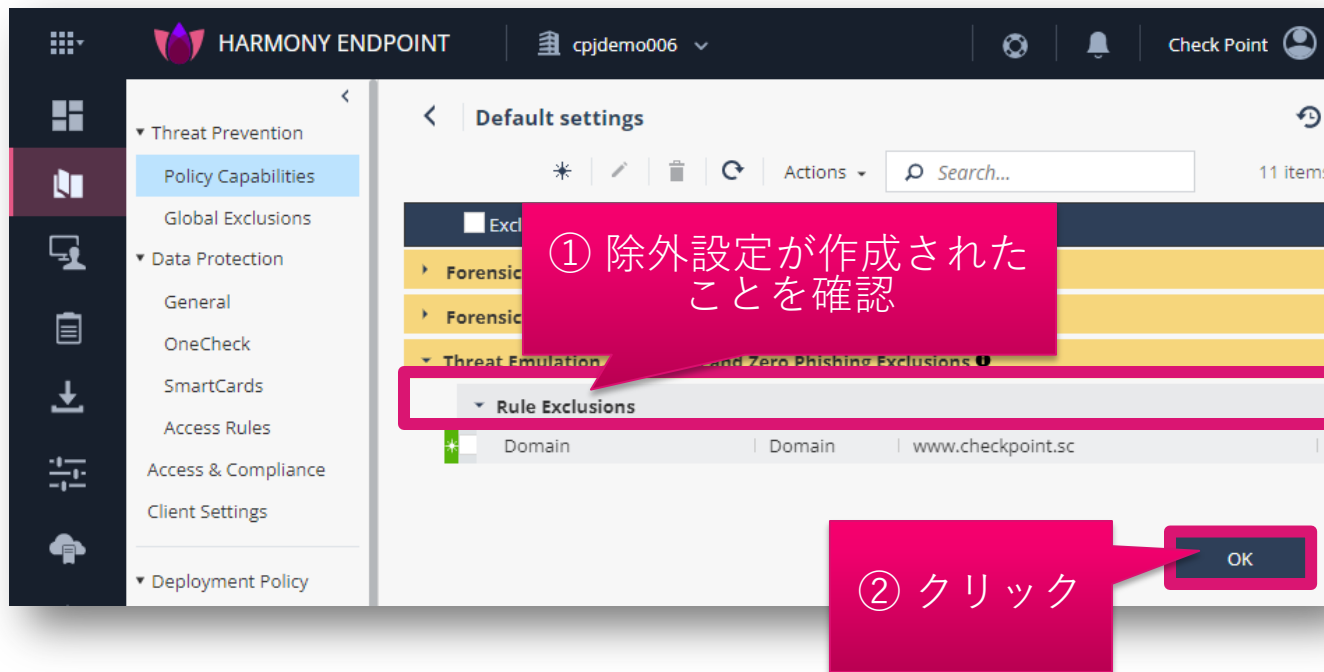 HARMONY ENDPOINT
cpjdemo006
Check Point
Threat Prevention
Policy Capabilities
Global Exclusions
Data Protection
General
OneCheck
SmartCards
Access Rules
Access & Compliance
Client Settings
Deployment Policy
Default settings
Actions
Search...
11 items
① 除外設定が作成された
ことを確認
Threat Emulation and Zero Phishing Exclusions
Rule Exclusions
Domain
Domain
www.checkpoint.sc
OK
② クリック